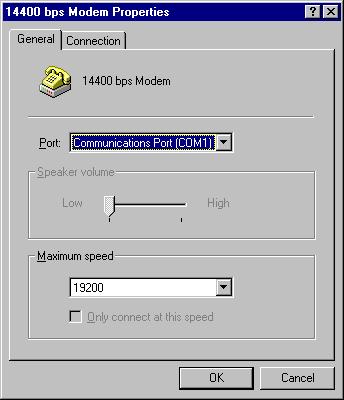 14400 bps Modem Properties
General
Connection
14400 bps Modem
Port:
Communications Port (COM1)
Speaker volume
Low
High
Maximum speed
19200
Only connect at this speed
OK
Cancel